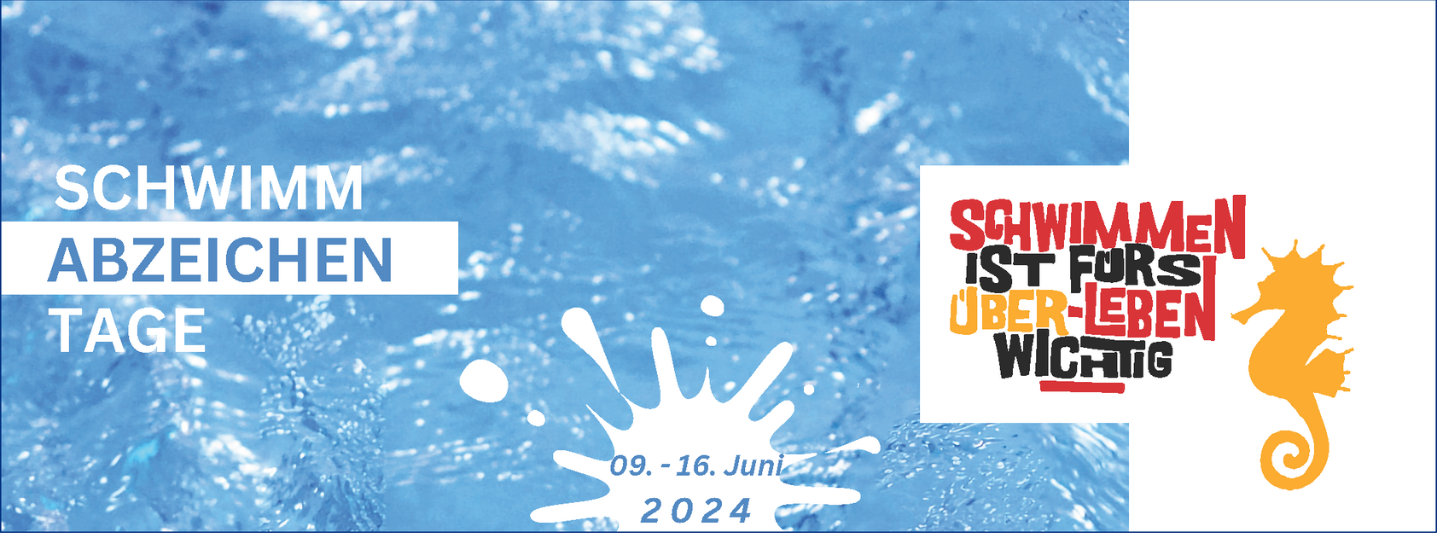 SCHWIMM
ABZEICHEN
TAGE
09. - 16. Juni
2024
SCHWIMMEN
IST FÜRS
ÜBER-LEBEN
WICHTIG